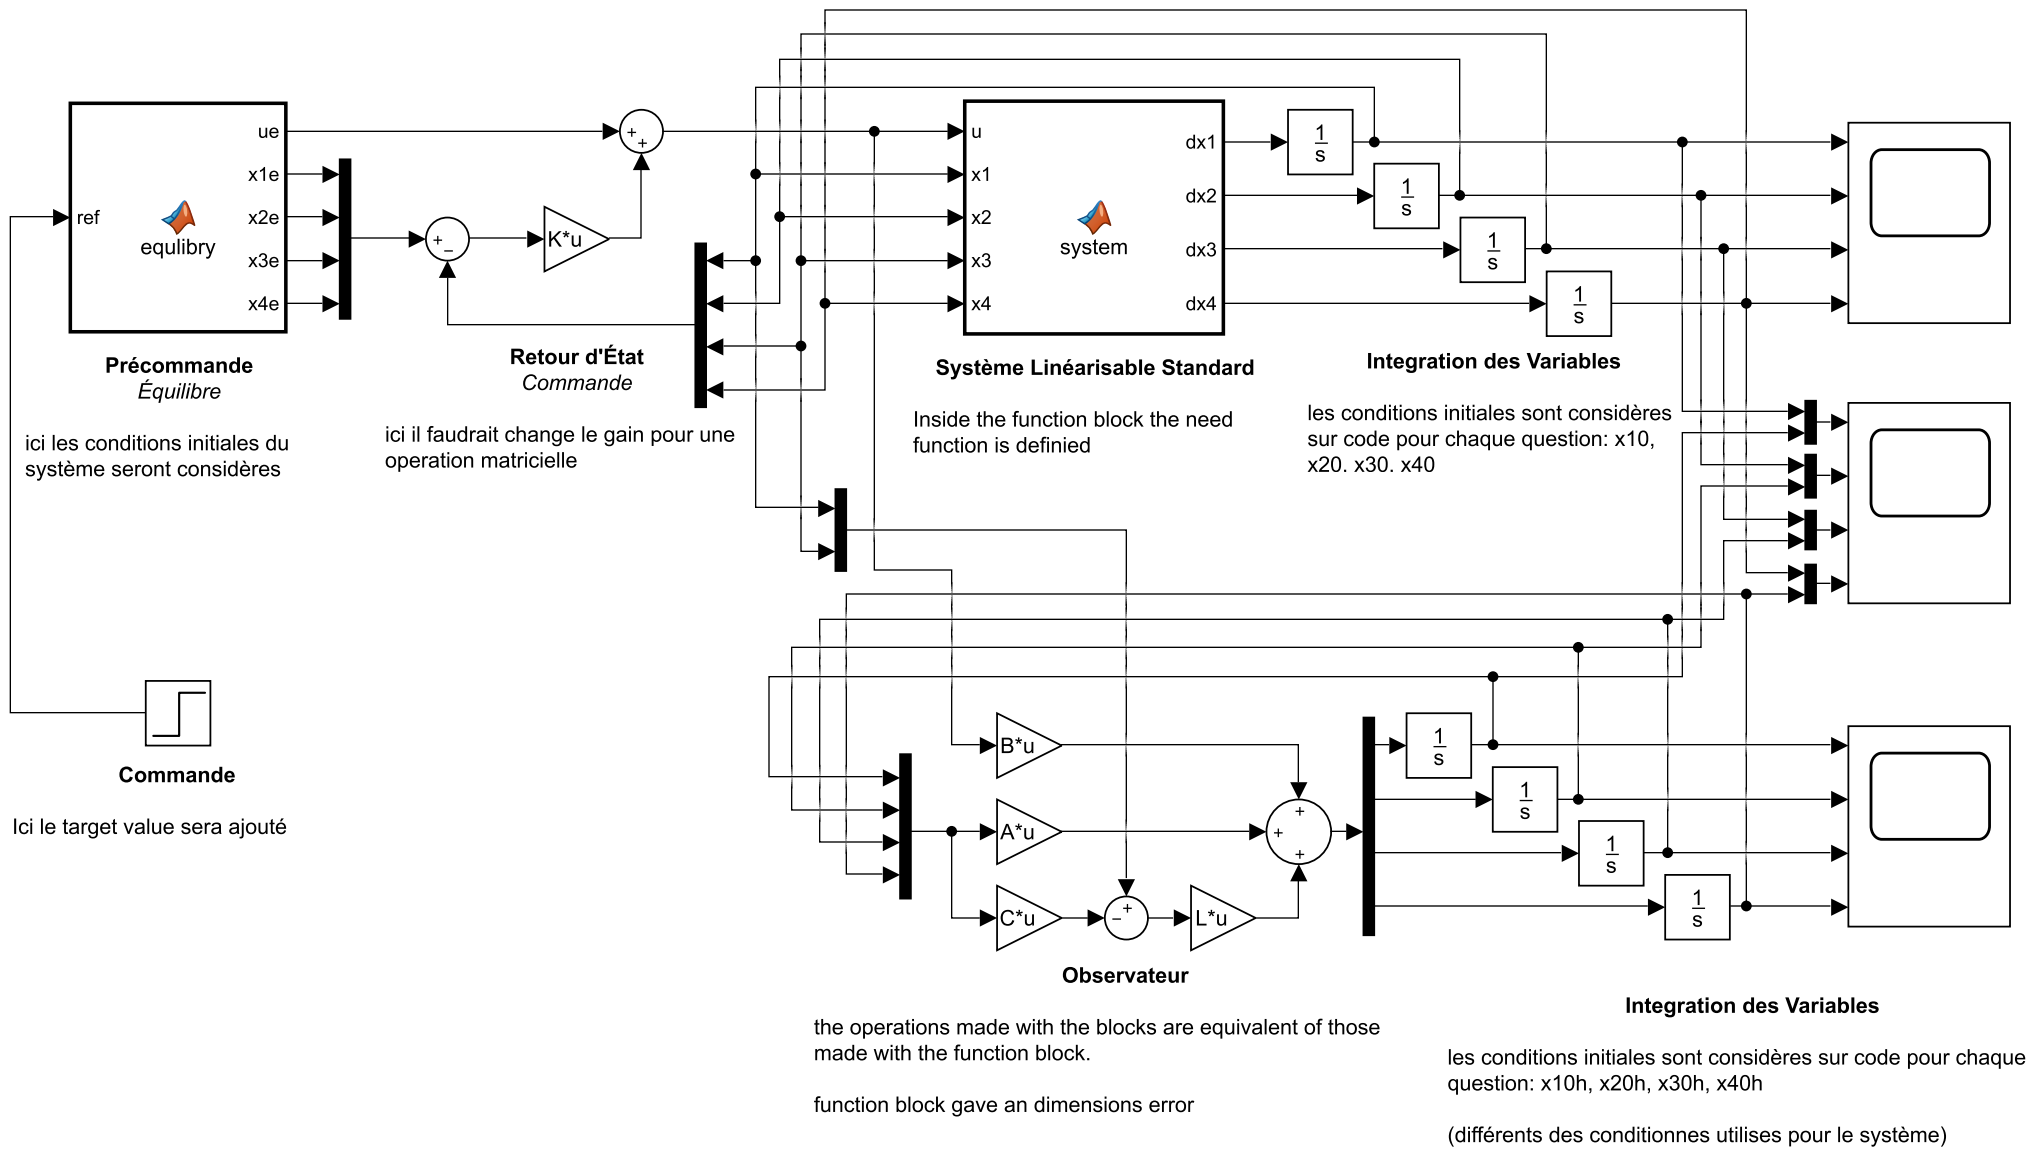 ue
x1e
x2e
x3e
x4e
ref
equlibry
Précommande
Équilibre
ici les conditions initiales du
système seront considères
+
−
K*u
+
+
Retour d'État
Commande
ici il faudrait change le gain pour une
operation matricielle
u
x1
x2
x3
x4
system
dx1
dx2
dx3
dx4
Système Linéarisable Standard
Inside the function block the need
function is definied
1
s
1
s
1
s
1
s
Integration des Variables
les conditions initiales sont considères
sur code pour chaque question: x10,
x20. x30. x40
Commande
Ici le target value sera ajouté
B*u
A*u
C*u
−
+
L*u
+
+
+
Observateur
the operations made with the blocks are equivalent of those
made with the function block.
function block gave an dimensions error
1
s
1
s
1
s
1
s
Integration des Variables
les conditions initiales sont considères sur code pour chaque
question: x10h, x20h, x30h, x40h
(différents des conditionnes utilises pour le système)